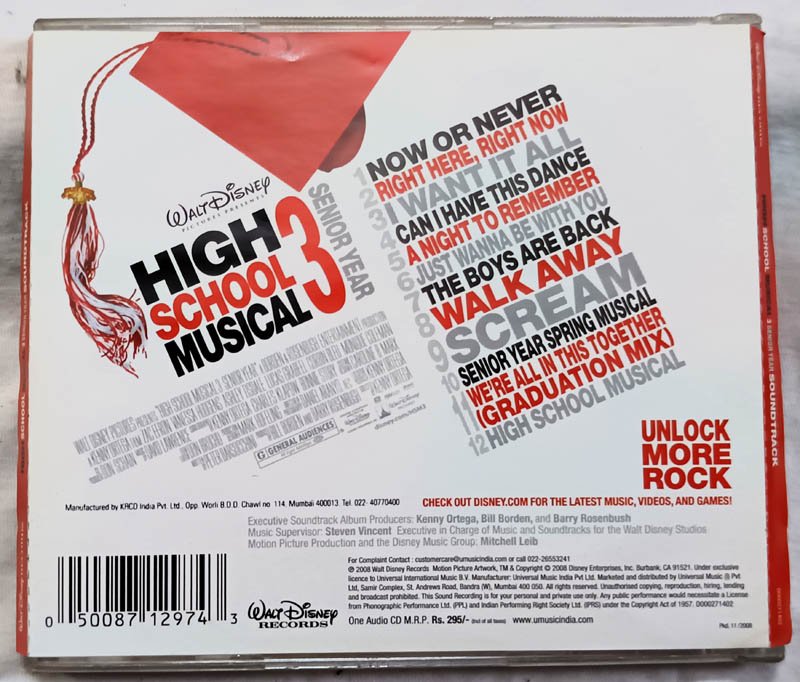 WALT DISNEY
PICTURES PRESENTS
HIGH
SCHOOL
MUSICAL
3
SENIOR YEAR
1 NOW OR NEVER
2 RIGHT HERE, RIGHT NOW
3 I WANT IT ALL
4 CAN I HAVE THIS DANCE
5 A NIGHT TO REMEMBER
6 JUST WANNA BE WITH YOU
7 THE BOYS ARE BACK
8 WALK AWAY
9 SCREAM
10 SENIOR YEAR SPRING MUSICAL
11 WE'RE ALL IN THIS TOGETHER
(GRADUATION MIX)
12 HIGH SCHOOL MUSICAL
G GENERAL AUDIENCES
disney.com/HSM3
UNLOCK
MORE
ROCK
CHECK OUT DISNEY.COM FOR THE LATEST MUSIC, VIDEOS, AND GAMES!
Manufactured by KRCD India Pvt. Ltd., Opp. Worli B.D.D. Chawl no 114, Mumbai 400013. Tel. 022- 40770400
Executive Soundtrack Album Producers: Kenny Ortega, Bill Borden, and Barry Rosenbush
Music Supervisor: Steven Vincent Executive in Charge of Music and Soundtracks for the Walt Disney Studios
Motion Picture Production and the Disney Music Group: Mitchell Leib
For Complaint Contact : customercare@umusicindia.com or call 022-26553241
℗ 2008 Walt Disney Records Motion Picture Artwork, TM & Copyright © 2008 Disney Enterprises, Inc. Burbank, CA 91521. Under exclusive
licence to Universal International Music B.V. Manufacturer: Universal Music India Pvt Ltd. Marketed and distributed by Universal Music ® Pvt
Ltd, Samir Complex, St. Andrews Road, Bandra (W), Mumbai 400 050. All rights reserved. Unauthorised copying, reproduction, hiring, lending
and broadcast prohibited. This Sound Recording is for your personal and private use only. Any public performance would necessitate a License
from Phonographic Performance Ltd. (PPL) and Indian Performing Right Society Ltd. (IPRS) under the Copyright Act of 1957. D000271402
0 50087 12974 3
WALT DISNEY
RECORDS
One Audio CD M.R.P. Rs. 295/- (Incl of all taxes) www.umusicindia.com
Pkd. 11/2008
HIGH SCHOOL 3 SENIOR YEAR SOUNDTRACK